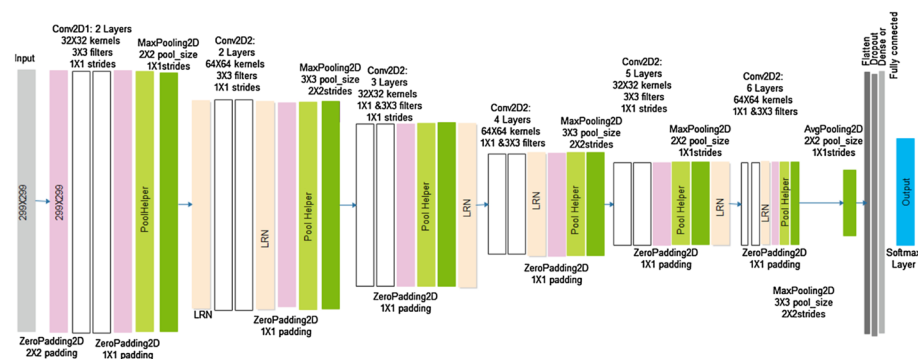 Input
299X299
299X299
ZeroPadding2D
2X2 padding
Conv2D1: 2 Layers
32X32 kernels
3X3 filters
1X1 strides
ZeroPadding2D
1X1 padding
PoolHelper
MaxPooling2D
2X2 pool_size
1X1strides
LRN
Conv2D2:
2 Layers
64X64 kernels
3X3 filters
1X1 strides
LRN
ZeroPadding2D
1X1 padding
Pool Helper
MaxPooling2D
3X3 pool_size
2X2strides
Conv2D2:
3 Layers
32X32 kernels
1X1 &3X3 filters
1X1 strides
ZeroPadding2D
1X1 padding
Pool Helper
LRN
Conv2D2:
4 Layers
64X64 kernels
1X1 &3X3 filters
LRN
ZeroPadding2D
1X1 padding
Pool Helper
MaxPooling2D
3X3 pool_size
2X2strides
Conv2D2:
5 Layers
32X32 kernels
3X3 filters
1X1 strides
ZeroPadding2D
1X1 padding
Pool Helper
MaxPooling2D
2X2 pool_size
1X1strides
LRN
Conv2D2:
6 Layers
64X64 kernels
1X1 &3X3 filters
LRN
ZeroPadding2D
1X1 padding
Pool Helper
MaxPooling2D
3X3 pool_size
2X2strides
AvgPooling2D
2X2 pool_size
1X1strides
Flatten
Dropout
Dense or
Fully connected
Output
Softmax
Layer